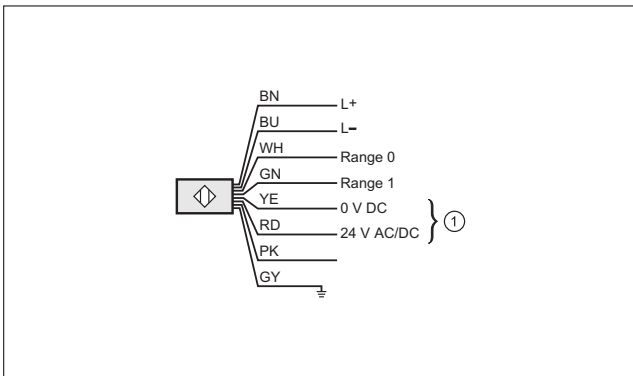 BN L+
BU L–
WH Range 0
GN Range 1
YE 0 V DC
RD 24 V AC/DC
①
PK
GY